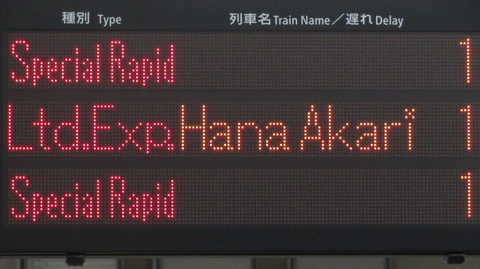 種別 Type 列車名 Train Name／遅れ Delay
Special Rapid 1
Ltd.Exp. Hana Akari 1
Special Rapid 1